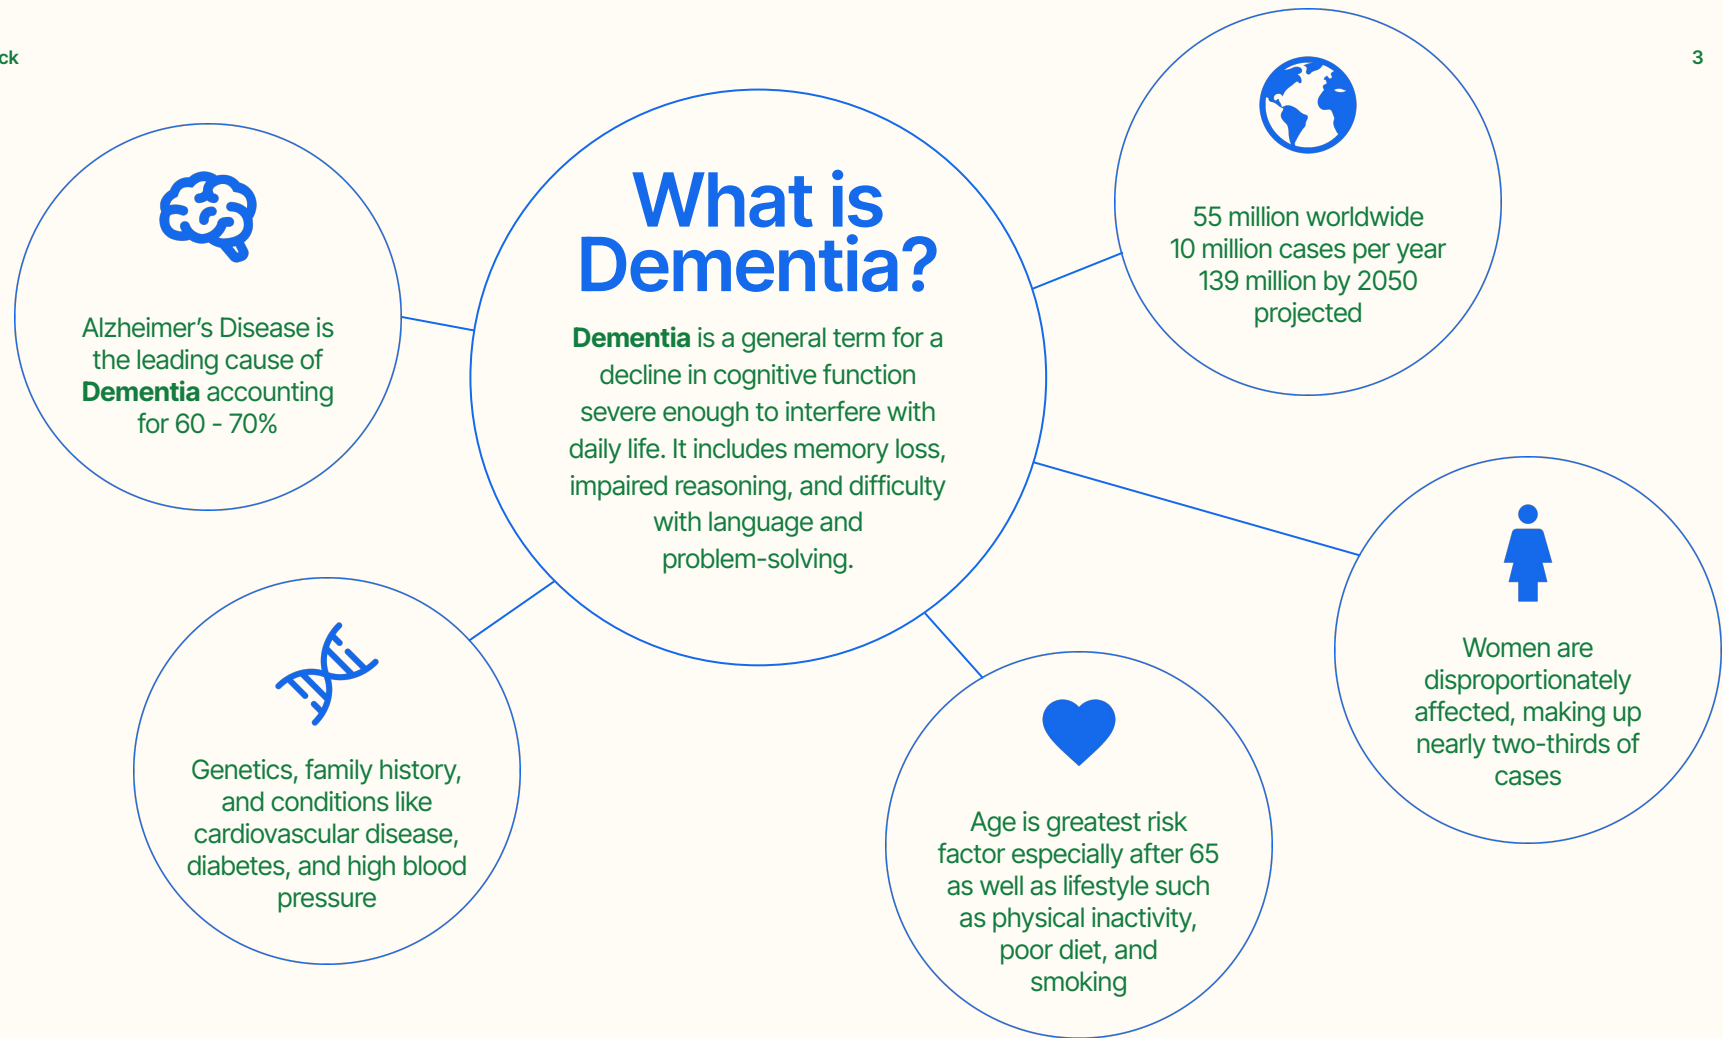 ck
3
What is
Dementia?
Dementia is a general term for a
decline in cognitive function
severe enough to interfere with
daily life. It includes memory loss,
impaired reasoning, and difficulty
with language and
problem-solving.
Alzheimer’s Disease is
the leading cause of
Dementia accounting
for 60 - 70%
55 million worldwide
10 million cases per year
139 million by 2050
projected
Genetics, family history,
and conditions like
cardiovascular disease,
diabetes, and high blood
pressure
Age is greatest risk
factor especially after 65
as well as lifestyle such
as physical inactivity,
poor diet, and
smoking
Women are
disproportionately
affected, making up
nearly two-thirds of
cases